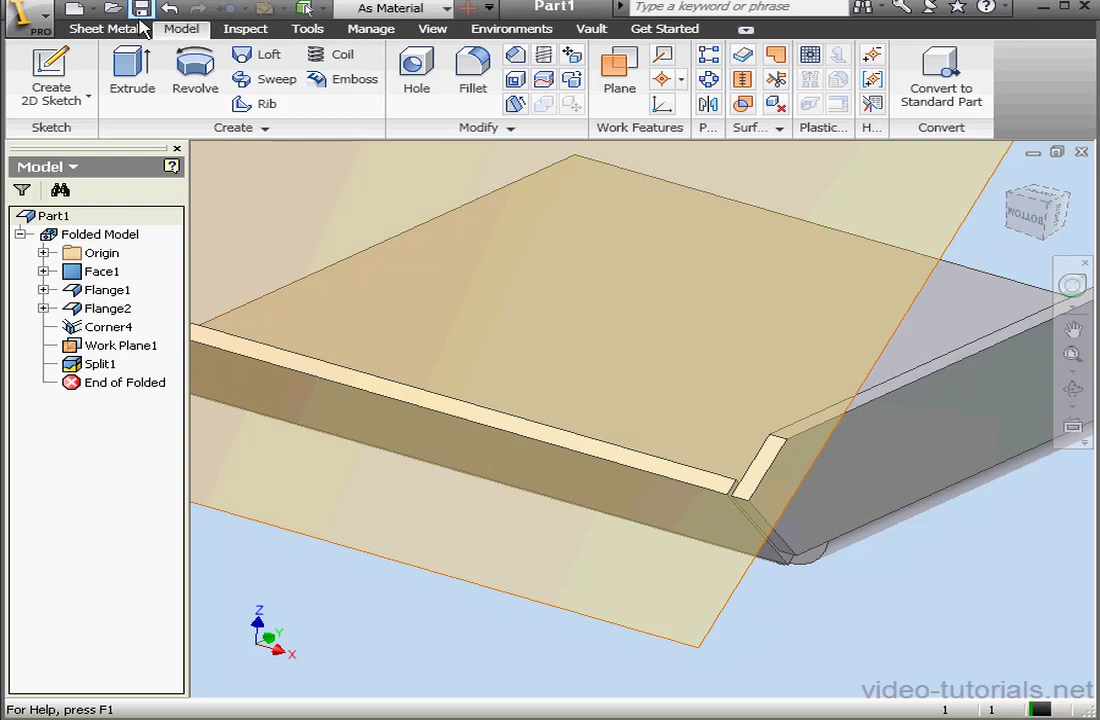 As Material
Part1
Type a keyword or phrase
PRO
Sheet Metal
Model
Inspect
Tools
Manage
View
Environments
Vault
Get Started
Create
2D Sketch
Extrude
Revolve
Loft
Coil
Sweep
Emboss
Rib
Hole
Fillet
Plane
Convert to
Standard Part
Sketch
Create
Modify
Work Features
P...
Surf...
Plastic...
H...
Convert
Model
Part1
Folded Model
Origin
Face1
Flange1
Flange2
Corner4
Work Plane1
Split1
End of Folded
BOTTOM
Z
Y
X
video-tutorials.net
For Help, press F1
1
1